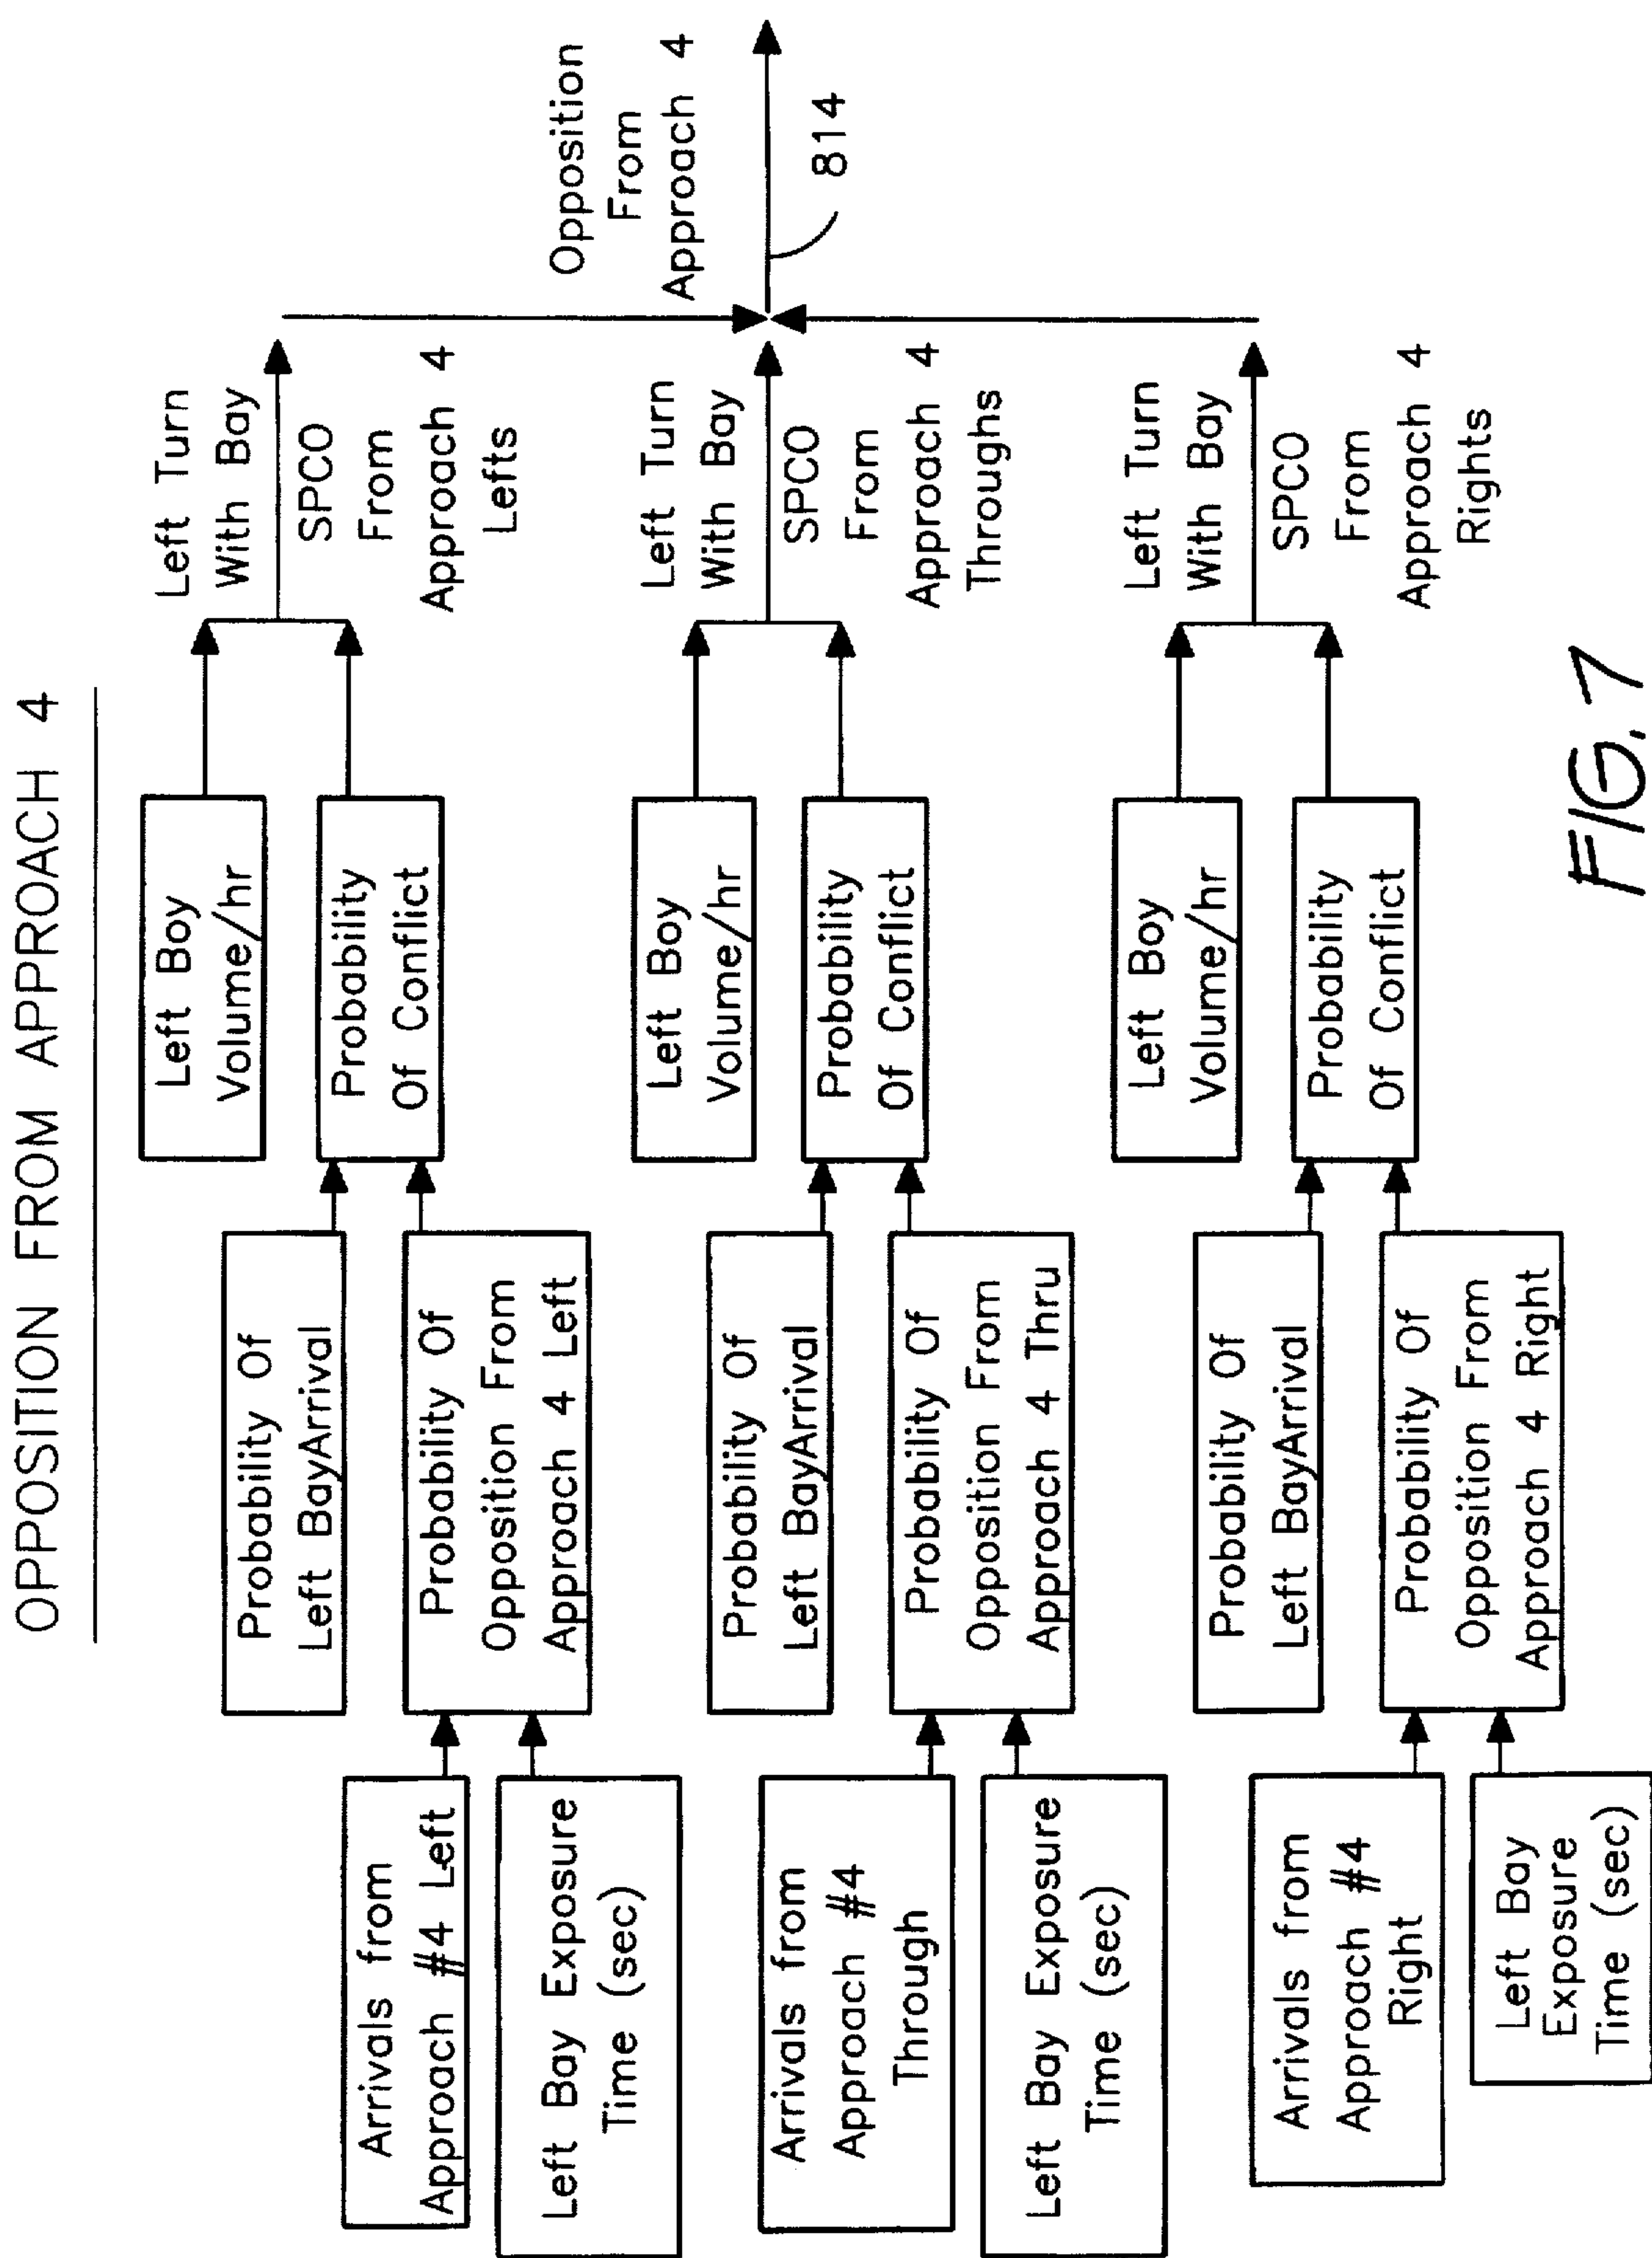 OPPOSITION FROM APPROACH 4
Arrivals from
Approach #4 Left
Left Bay Exposure
Time (sec)
Probability Of
Left BayArrival
Probability Of
Opposition From
Approach 4 Left
Left Boy
Volume/hr
Probability
Of Conflict
Left Turn
With Bay
SPCO
From
Approach 4
Lefts
Arrivals from
Approach #4
Through
Left Bay Exposure
Time (sec)
Probability Of
Left BayArrival
Probability Of
Opposition From
Approach 4 Thru
Left Boy
Volume/hr
Probability
Of Conflict
Left Turn
With Bay
SPCO
From
Approach 4
Throughs
Opposition
From
Approach 4
814
Arrivals from
Approach #4
Right
Left Bay
Exposure
Time (sec)
Probability Of
Left BayArrival
Probability Of
Opposition From
Approach 4 Right
Left Boy
Volume/hr
Probability
Of Conflict
Left Turn
With Bay
SPCO
From
Approach 4
Rights
FIG. 7